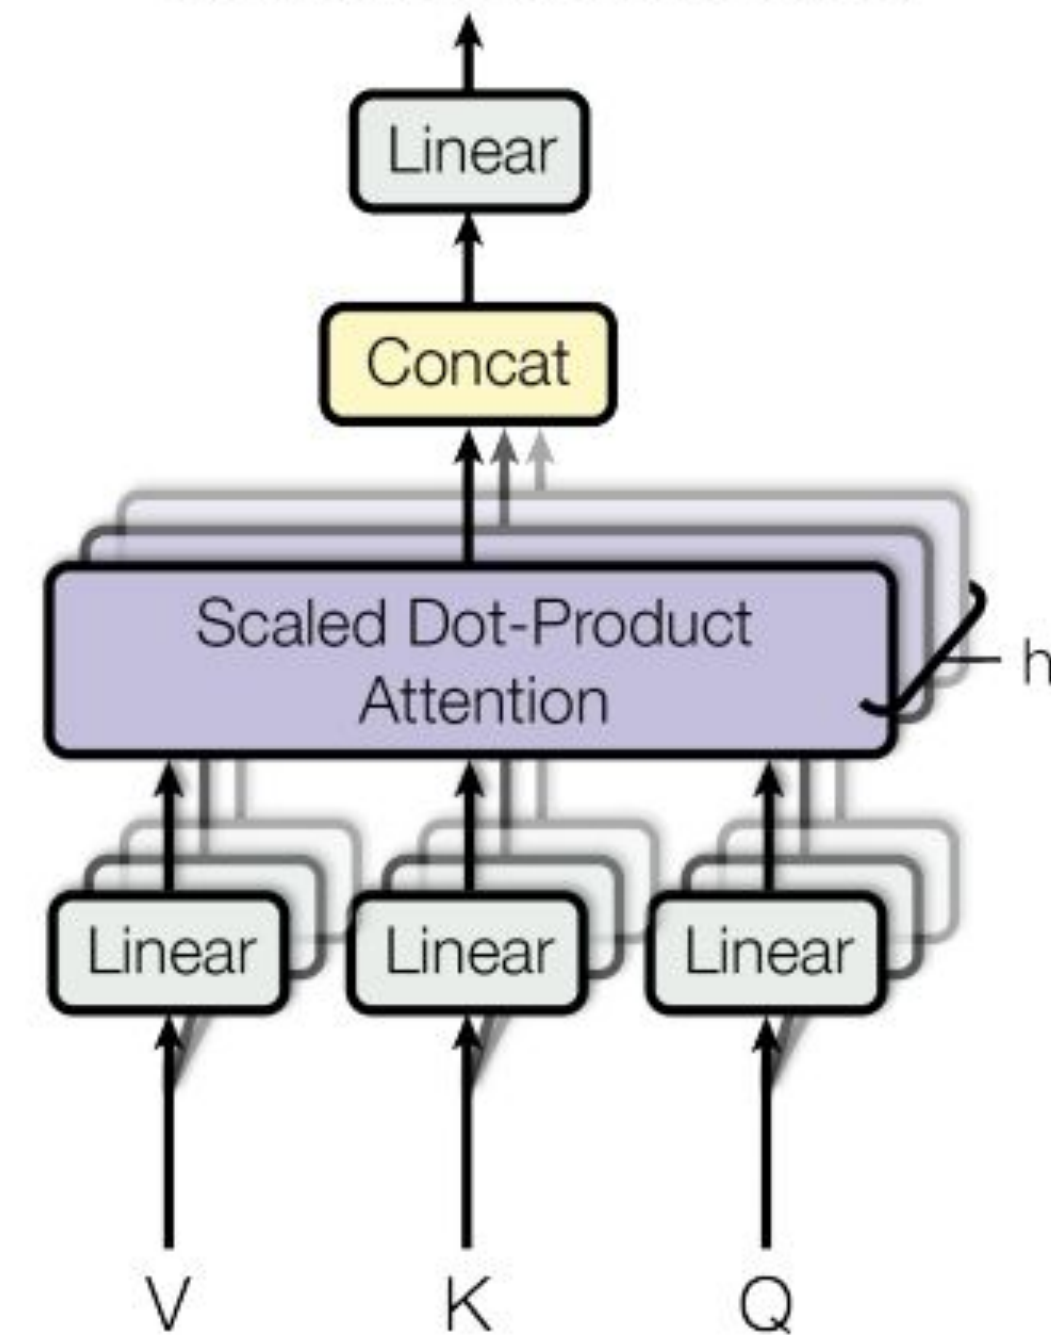 Linear
Concat
Scaled Dot-Product
Attention
h
Linear Linear Linear
V K Q